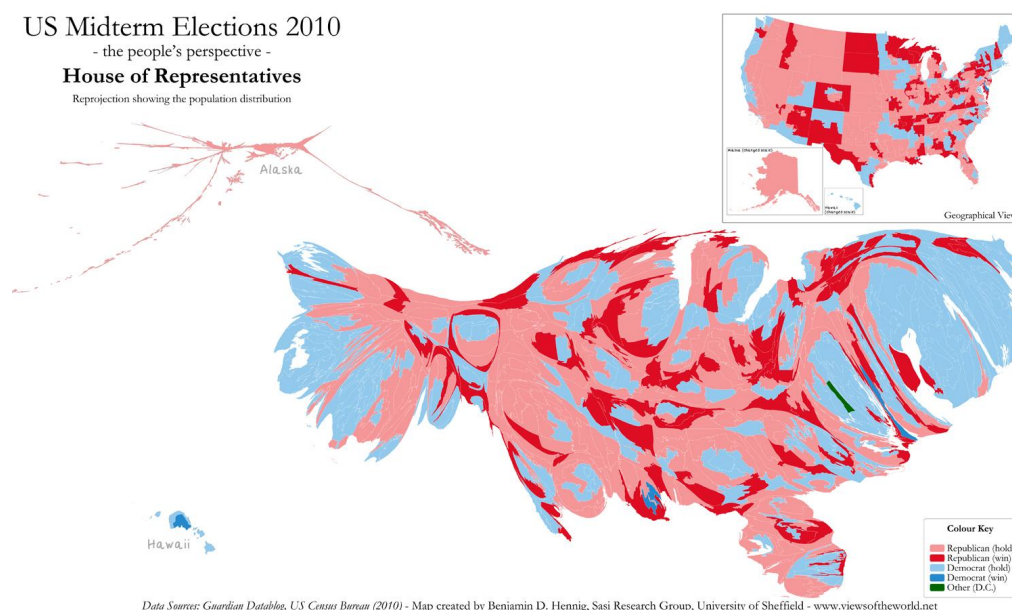 US Midterm Elections 2010
- the people's perspective -
House of Representatives
Reprojection showing the population distribution
Alaska
Hawaii
Geographical View
Colour Key
Republican (hold)
Republican (win)
Democrat (hold)
Democrat (win)
Other (D.C.)
Data Sources: Guardian Datablog, US Census Bureau (2010) - Map created by Benjamin D. Hennig, Sasi Research Group, University of Sheffield - www.viewsoftheworld.net